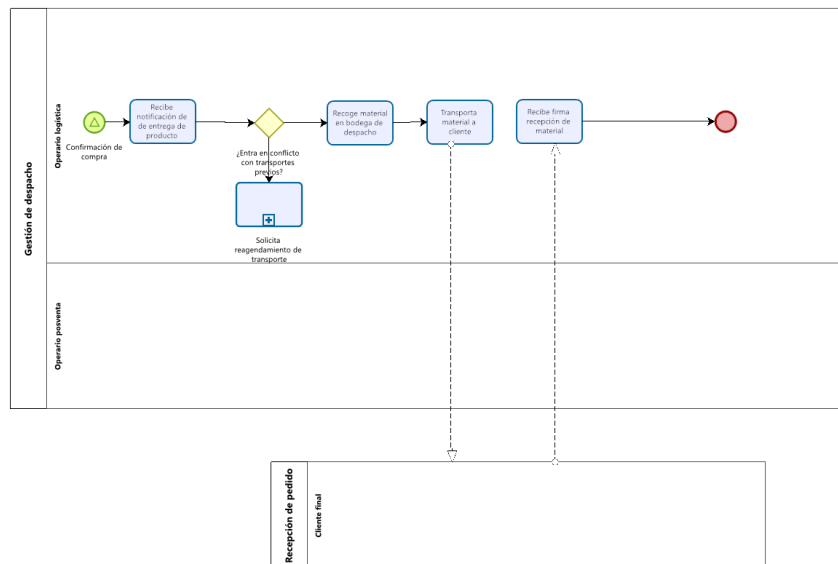 Gestión de despacho
Operario logística
Confirmación de
compra
Recibe
notificación de
de entrega de
producto
¿Entra en conflicto
con transportes
previos?
Recoge material
en bodega de
despacho
Transporta
material a
cliente
Recibe firma
recepción de
material
Solicita
reagendamiento de
transporte
Operario posventa
Recepción de pedido
Cliente final